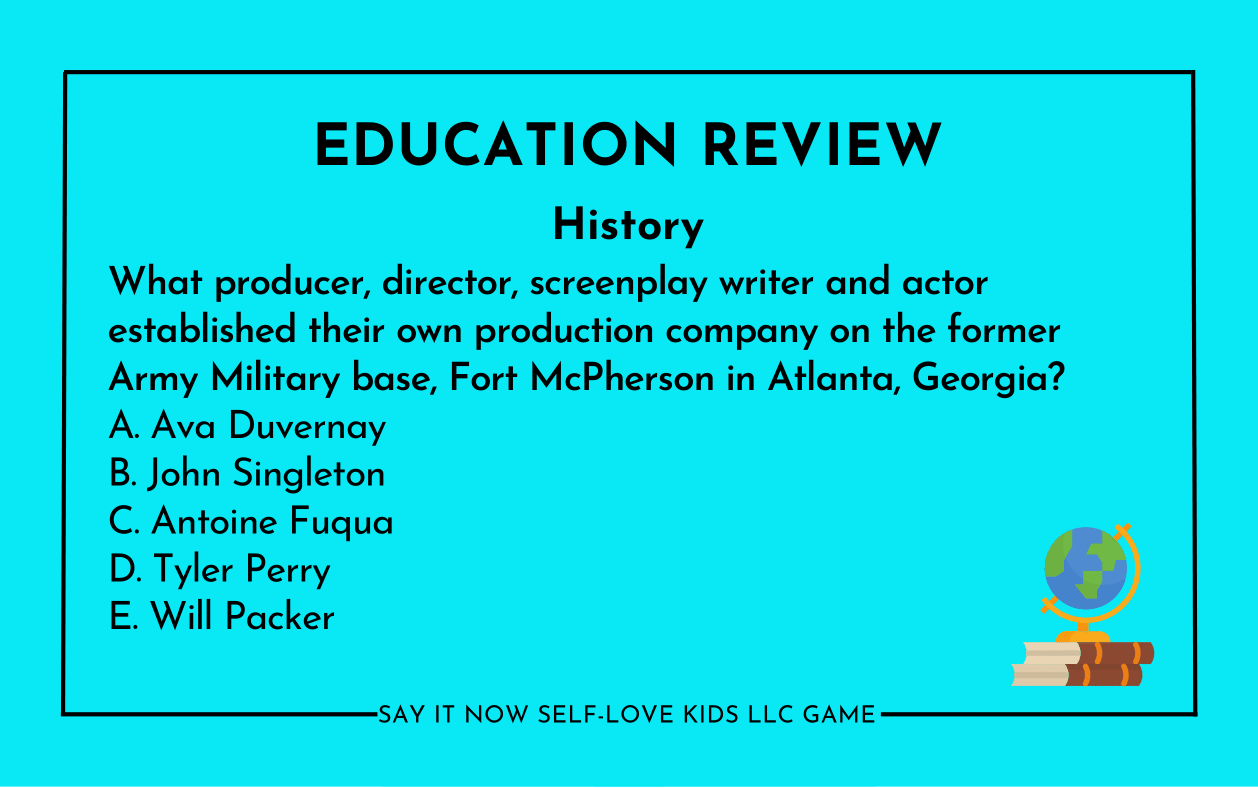 EDUCATION REVIEW
History
What producer, director, screenplay writer and actor
established their own production company on the former
Army Military base, Fort McPherson in Atlanta, Georgia?
A. Ava Duvernay
B. John Singleton
C. Antoine Fuqua
D. Tyler Perry
E. Will Packer
SAY IT NOW SELF-LOVE KIDS LLC GAME